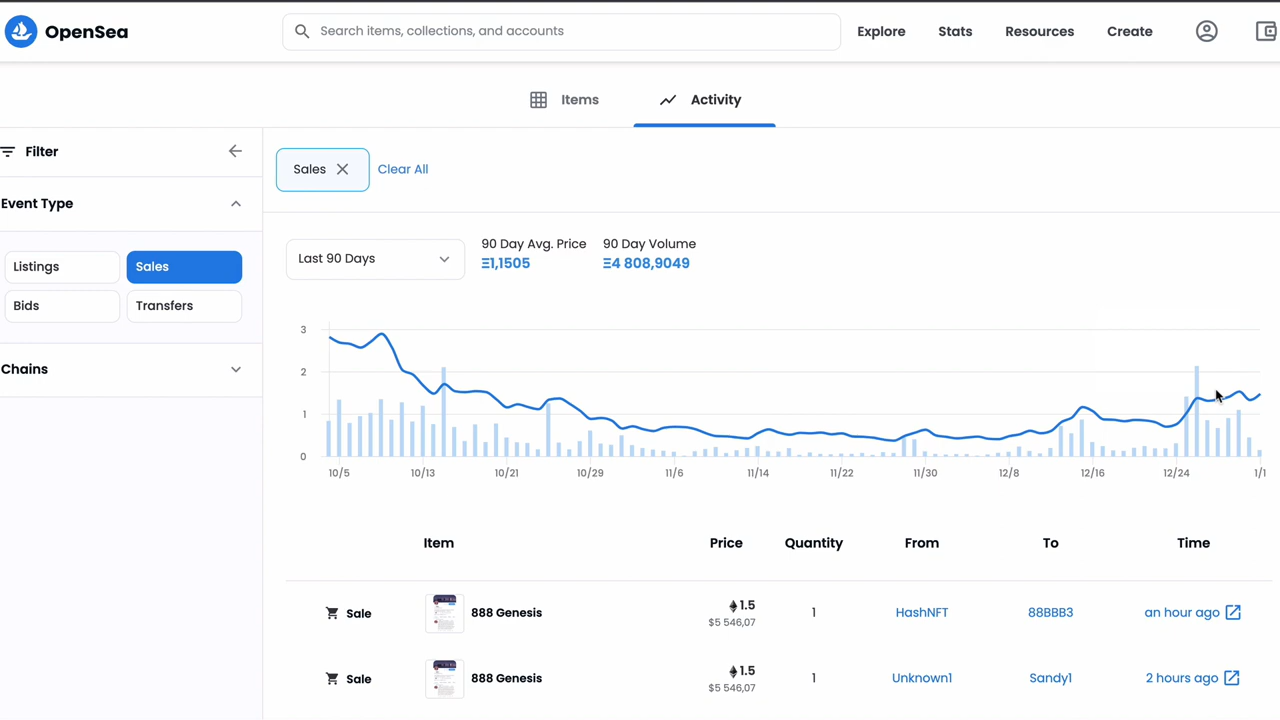 OpenSea
Search items, collections, and accounts
Explore
Stats
Resources
Create
Items
Activity
Filter
Event Type
Listings
Sales
Bids
Transfers
Chains
Sales
Clear All
Last 90 Days
90 Day Avg. Price
Ξ1,1505
90 Day Volume
Ξ4 808,9049
3
2
1
0
10/5 10/13 10/21 10/29 11/6 11/14 11/22 11/30 12/8 12/16 12/24 1/1
Item Price Quantity From To Time
Sale 888 Genesis 1.5 1 HashNFT 88BBB3 an hour ago
$5 546,07
Sale 888 Genesis 1.5 1 Unknown1 Sandy1 2 hours ago
$5 546,07